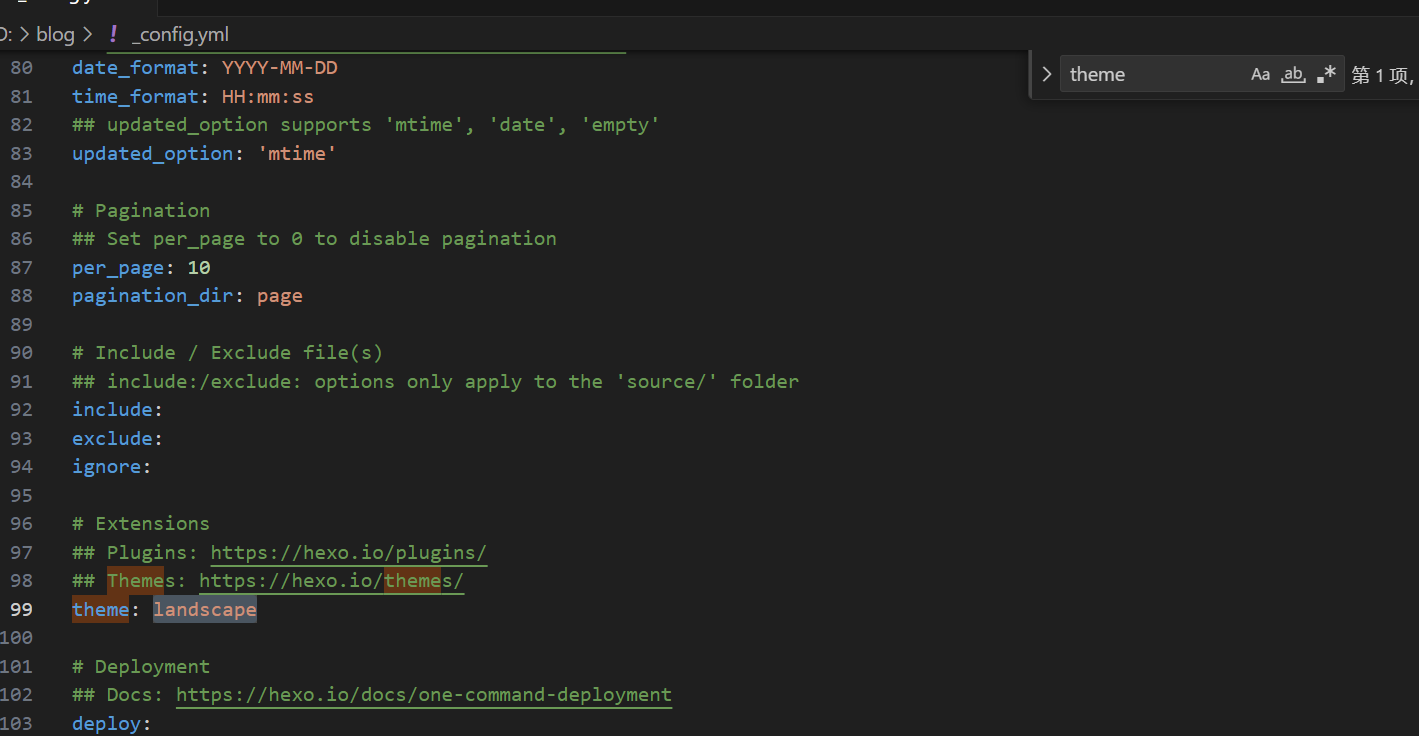 D: > blog > ! _config.yml
theme Aa ab, .* 第 1 项,
80 date_format: YYYY-MM-DD
81 time_format: HH:mm:ss
82 ## updated_option supports 'mtime', 'date', 'empty'
83 updated_option: 'mtime'
84
85 # Pagination
86 ## Set per_page to 0 to disable pagination
87 per_page: 10
88 pagination_dir: page
89
90 # Include / Exclude file(s)
91 ## include:/exclude: options only apply to the 'source/' folder
92 include:
93 exclude:
94 ignore:
95
96 # Extensions
97 ## Plugins: https://hexo.io/plugins/
98 ## Themes: https://hexo.io/themes/
99 theme: landscape
100
101 # Deployment
102 ## Docs: https://hexo.io/docs/one-command-deployment
103 deploy: